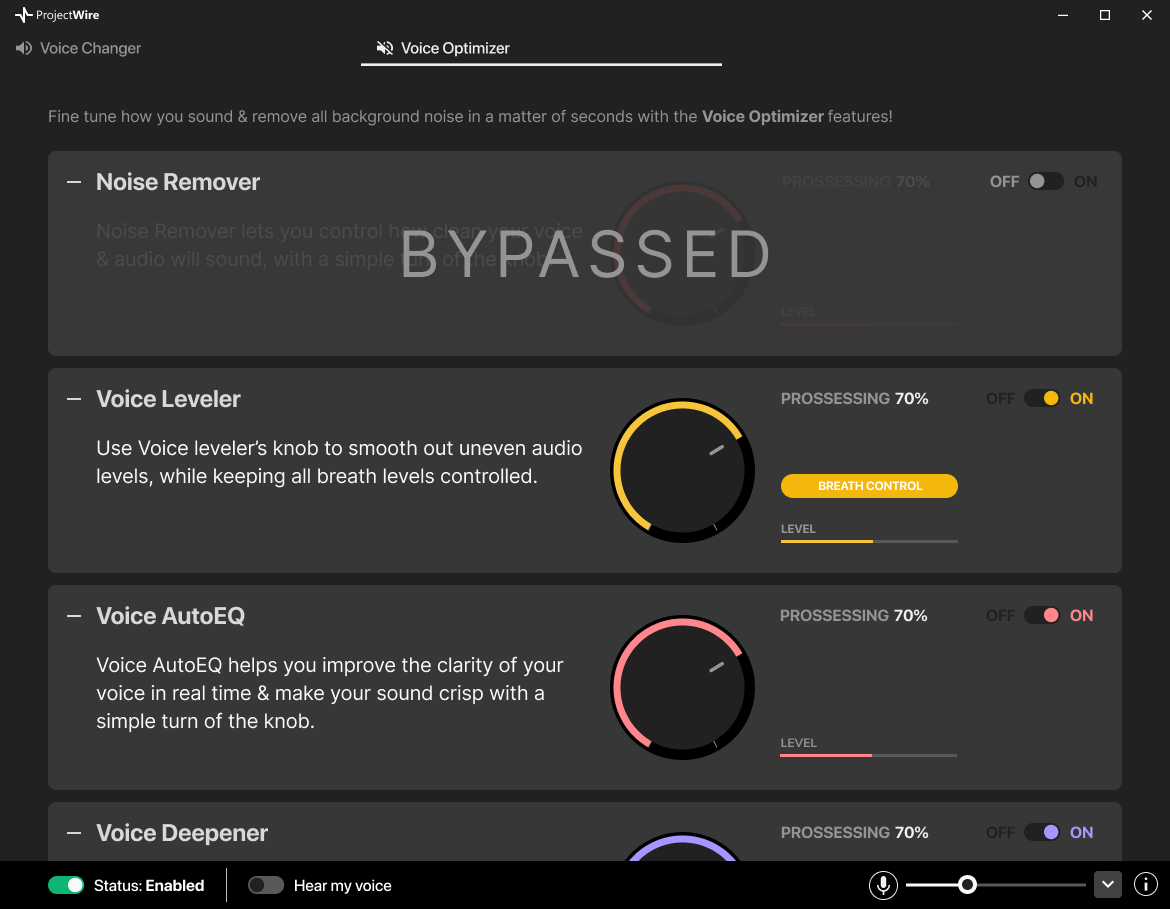 ProjectWire
Voice Changer
Voice Optimizer
Fine tune how you sound & remove all background noise in a matter of seconds with the Voice Optimizer features!
Noise Remover
PROSSESSING 70%
OFF ON
Noise Remover lets you control how clean your voice
& audio will sound, with a simple turn of the knob.
BYPASSED
LEVEL
Voice Leveler
PROSSESSING 70%
OFF ON
Use Voice leveler’s knob to smooth out uneven audio
levels, while keeping all breath levels controlled.
BREATH CONTROL
LEVEL
Voice AutoEQ
PROSSESSING 70%
OFF ON
Voice AutoEQ helps you improve the clarity of your
voice in real time & make your sound crisp with a
simple turn of the knob.
LEVEL
Voice Deepener
PROSSESSING 70%
OFF ON
Status: Enabled
Hear my voice